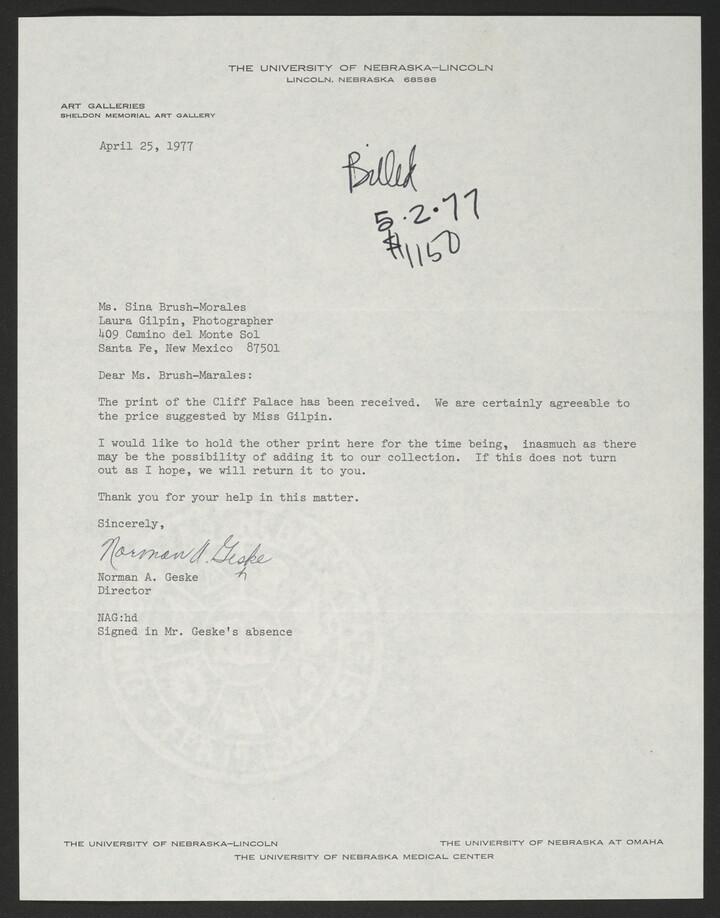 THE UNIVERSITY OF NEBRASKA—LINCOLN
LINCOLN, NEBRASKA 68588
ART GALLERIES
SHELDON MEMORIAL ART GALLERY
April 25, 1977
Billed
5.2.77
$1150
Ms. Sina Brush-Morales
Laura Gilpin, Photographer
409 Camino del Monte Sol
Santa Fe, New Mexico 87501
Dear Ms. Brush-Marales:
The print of the Cliff Palace has been received. We are certainly agreeable to
the price suggested by Miss Gilpin.
I would like to hold the other print here for the time being, inasmuch as there
may be the possibility of adding it to our collection. If this does not turn
out as I hope, we will return it to you.
Thank you for your help in this matter.
Sincerely,
Norman A. Geske
h
Norman A. Geske
Director
NAG:hd
Signed in Mr. Geske's absence
THE UNIVERSITY OF NEBRASKA—LINCOLN
THE UNIVERSITY OF NEBRASKA AT OMAHA
THE UNIVERSITY OF NEBRASKA MEDICAL CENTER